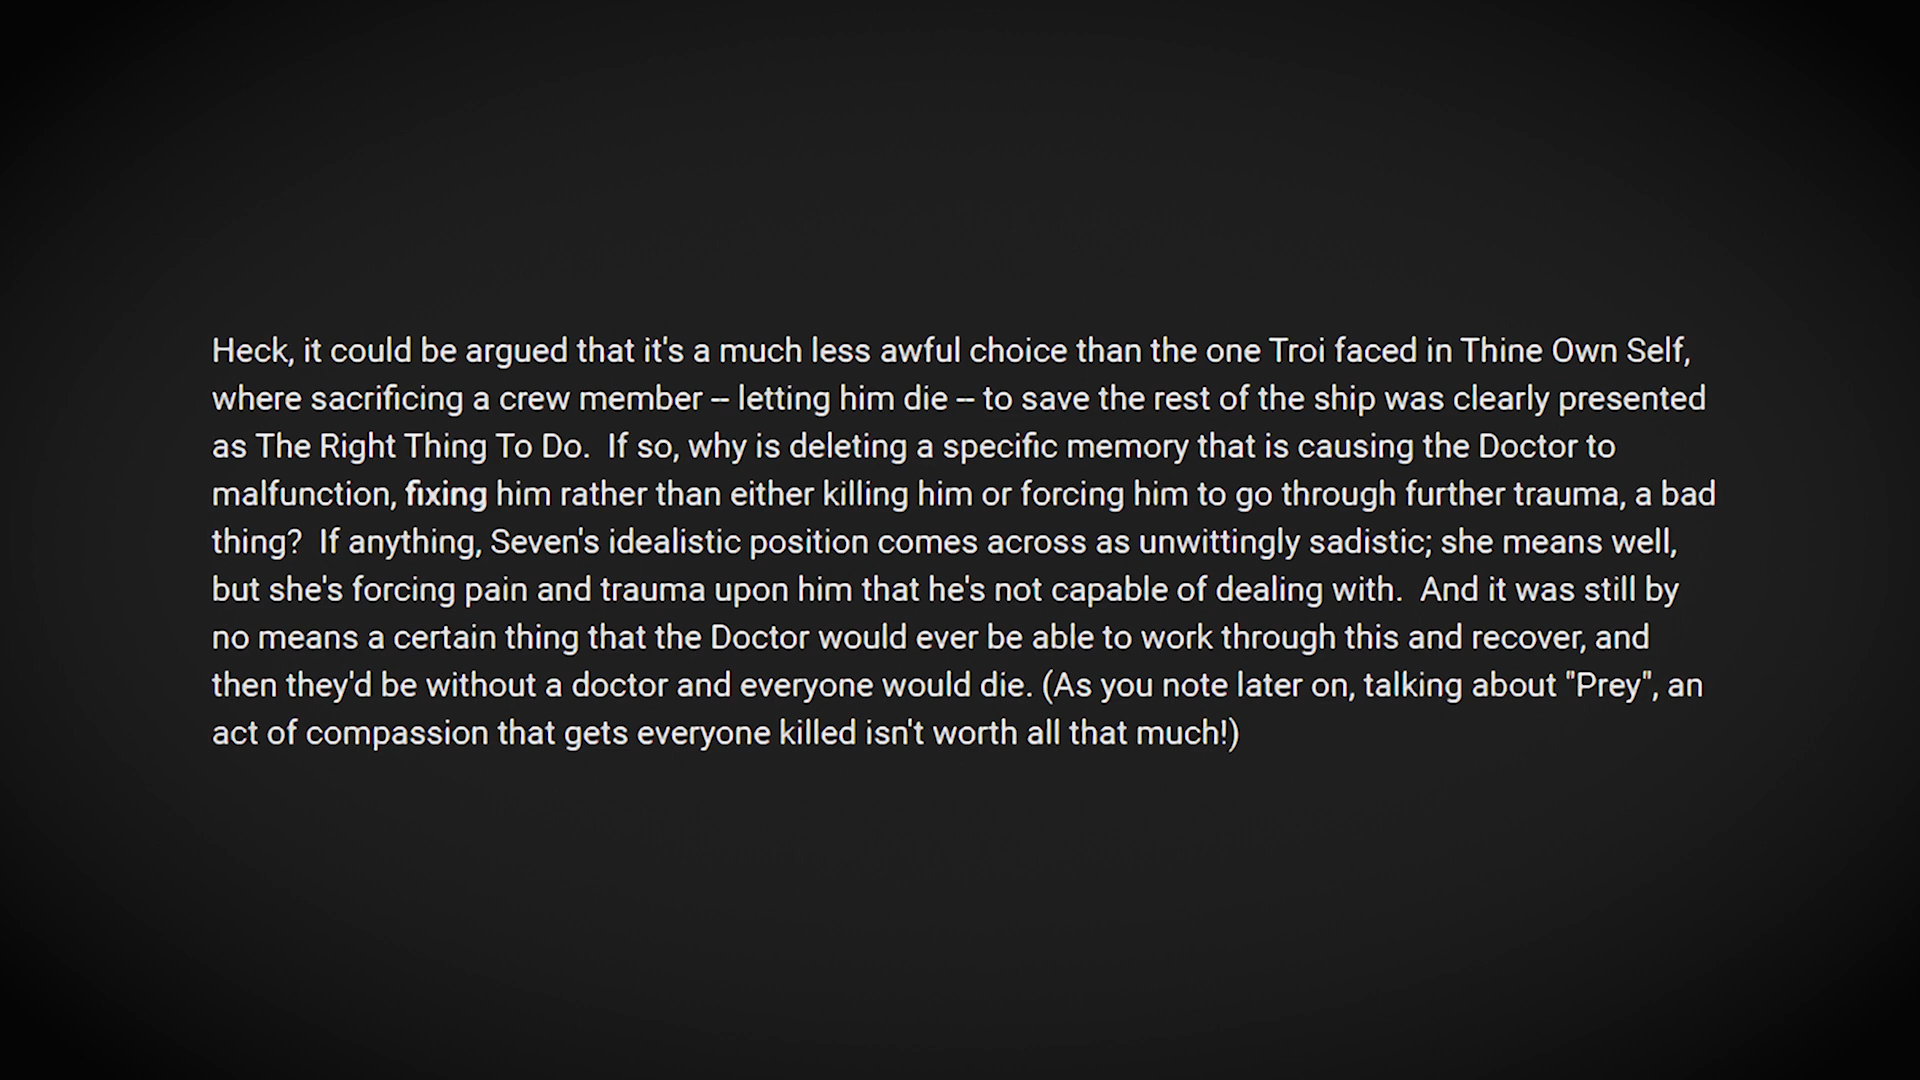 Heck, it could be argued that it's a much less awful choice than the one Troi faced in Thine Own Self,
where sacrificing a crew member -- letting him die -- to save the rest of the ship was clearly presented
as The Right Thing To Do.  If so, why is deleting a specific memory that is causing the Doctor to
malfunction, fixing him rather than either killing him or forcing him to go through further trauma, a bad
thing?  If anything, Seven's idealistic position comes across as unwittingly sadistic; she means well,
but she's forcing pain and trauma upon him that he's not capable of dealing with.  And it was still by
no means a certain thing that the Doctor would ever be able to work through this and recover, and
then they'd be without a doctor and everyone would die. (As you note later on, talking about "Prey", an
act of compassion that gets everyone killed isn't worth all that much!)